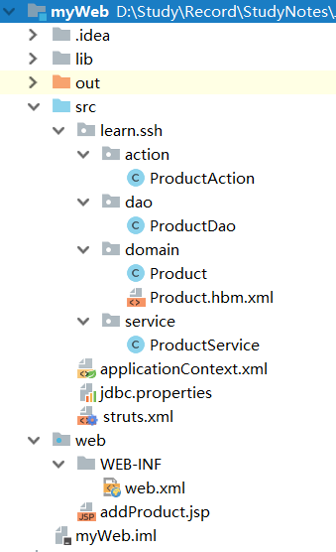 myWeb D:\Study\Record\StudyNotes\
.idea
lib
out
src
learn.ssh
action
ProductAction
dao
ProductDao
domain
Product
Product.hbm.xml
service
ProductService
applicationContext.xml
jdbc.properties
struts.xml
web
WEB-INF
web.xml
JSP addProduct.jsp
myWeb.iml